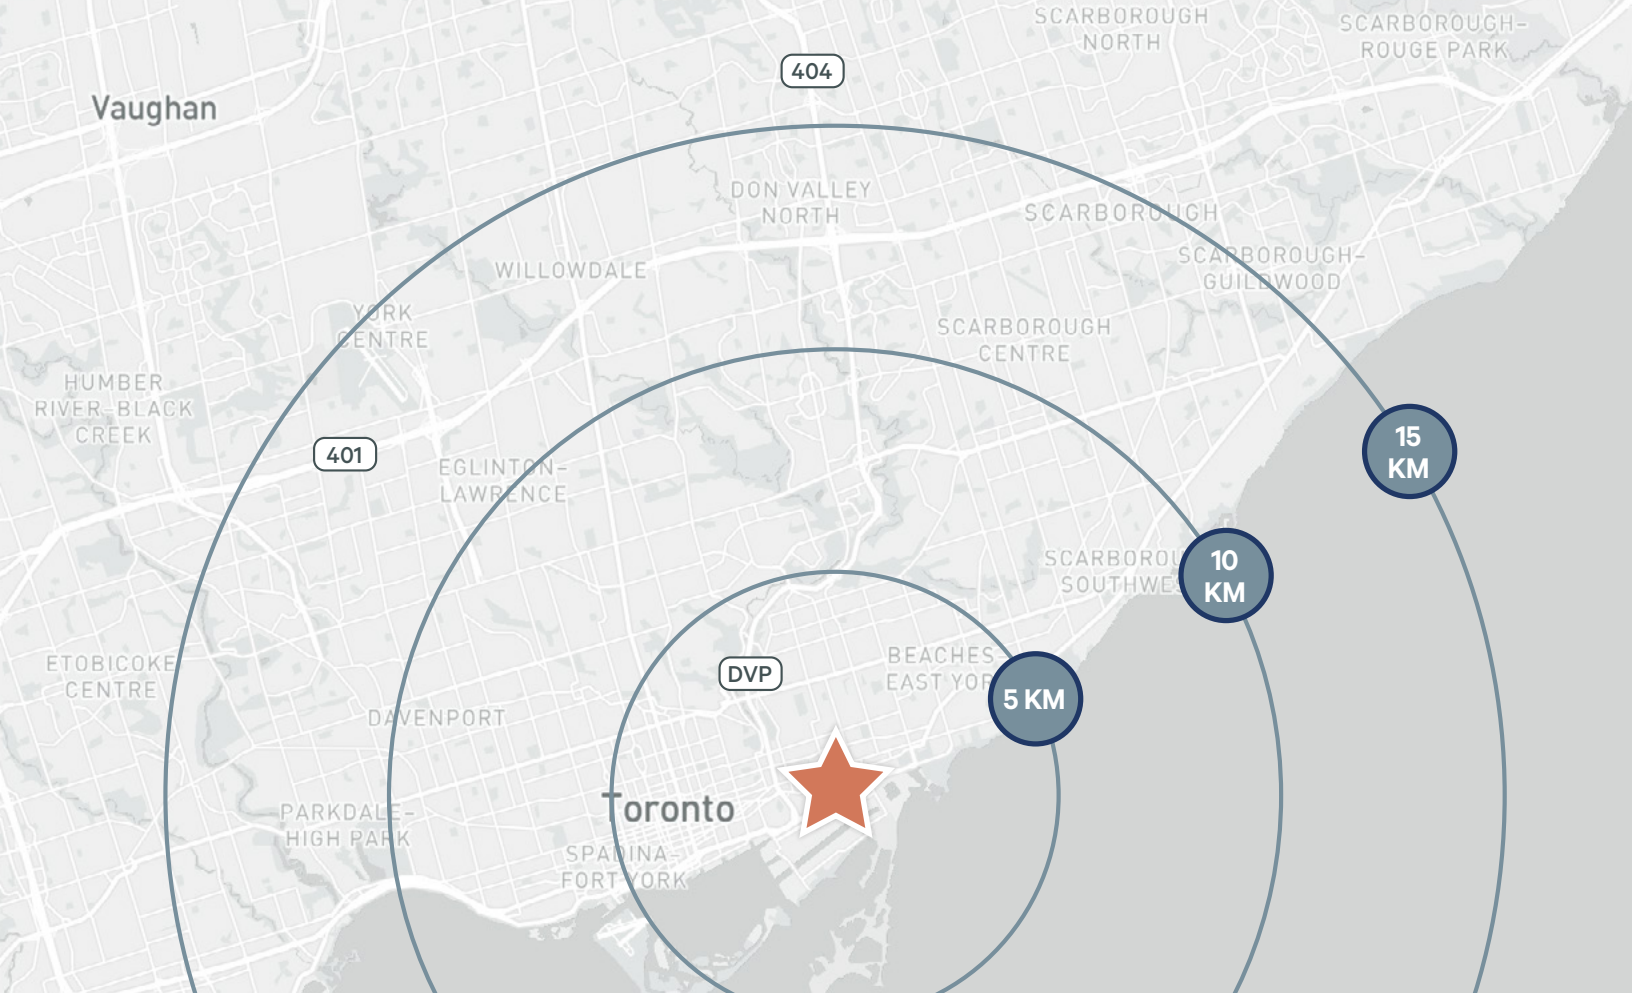 SCARBOROUGH
NORTH
SCARBOROUGH-
ROUGE PARK
404
Vaughan
DON VALLEY
NORTH
SCARBOROUGH
SCARBOROUGH-
GUILDWOOD
WILLOWDALE
YORK
CENTRE
SCARBOROUGH
CENTRE
HUMBER
RIVER-BLACK
CREEK
401
15
KM
EGLINTON-
LAWRENCE
SCARBOROU
SOUTHWES
10
KM
ETOBICOKE
CENTRE
DVP
BEACHES-
EAST YOR
5 KM
DAVENPORT
Toronto
PARKDALE-
HIGH PARK
SPADINA-
FORT YORK